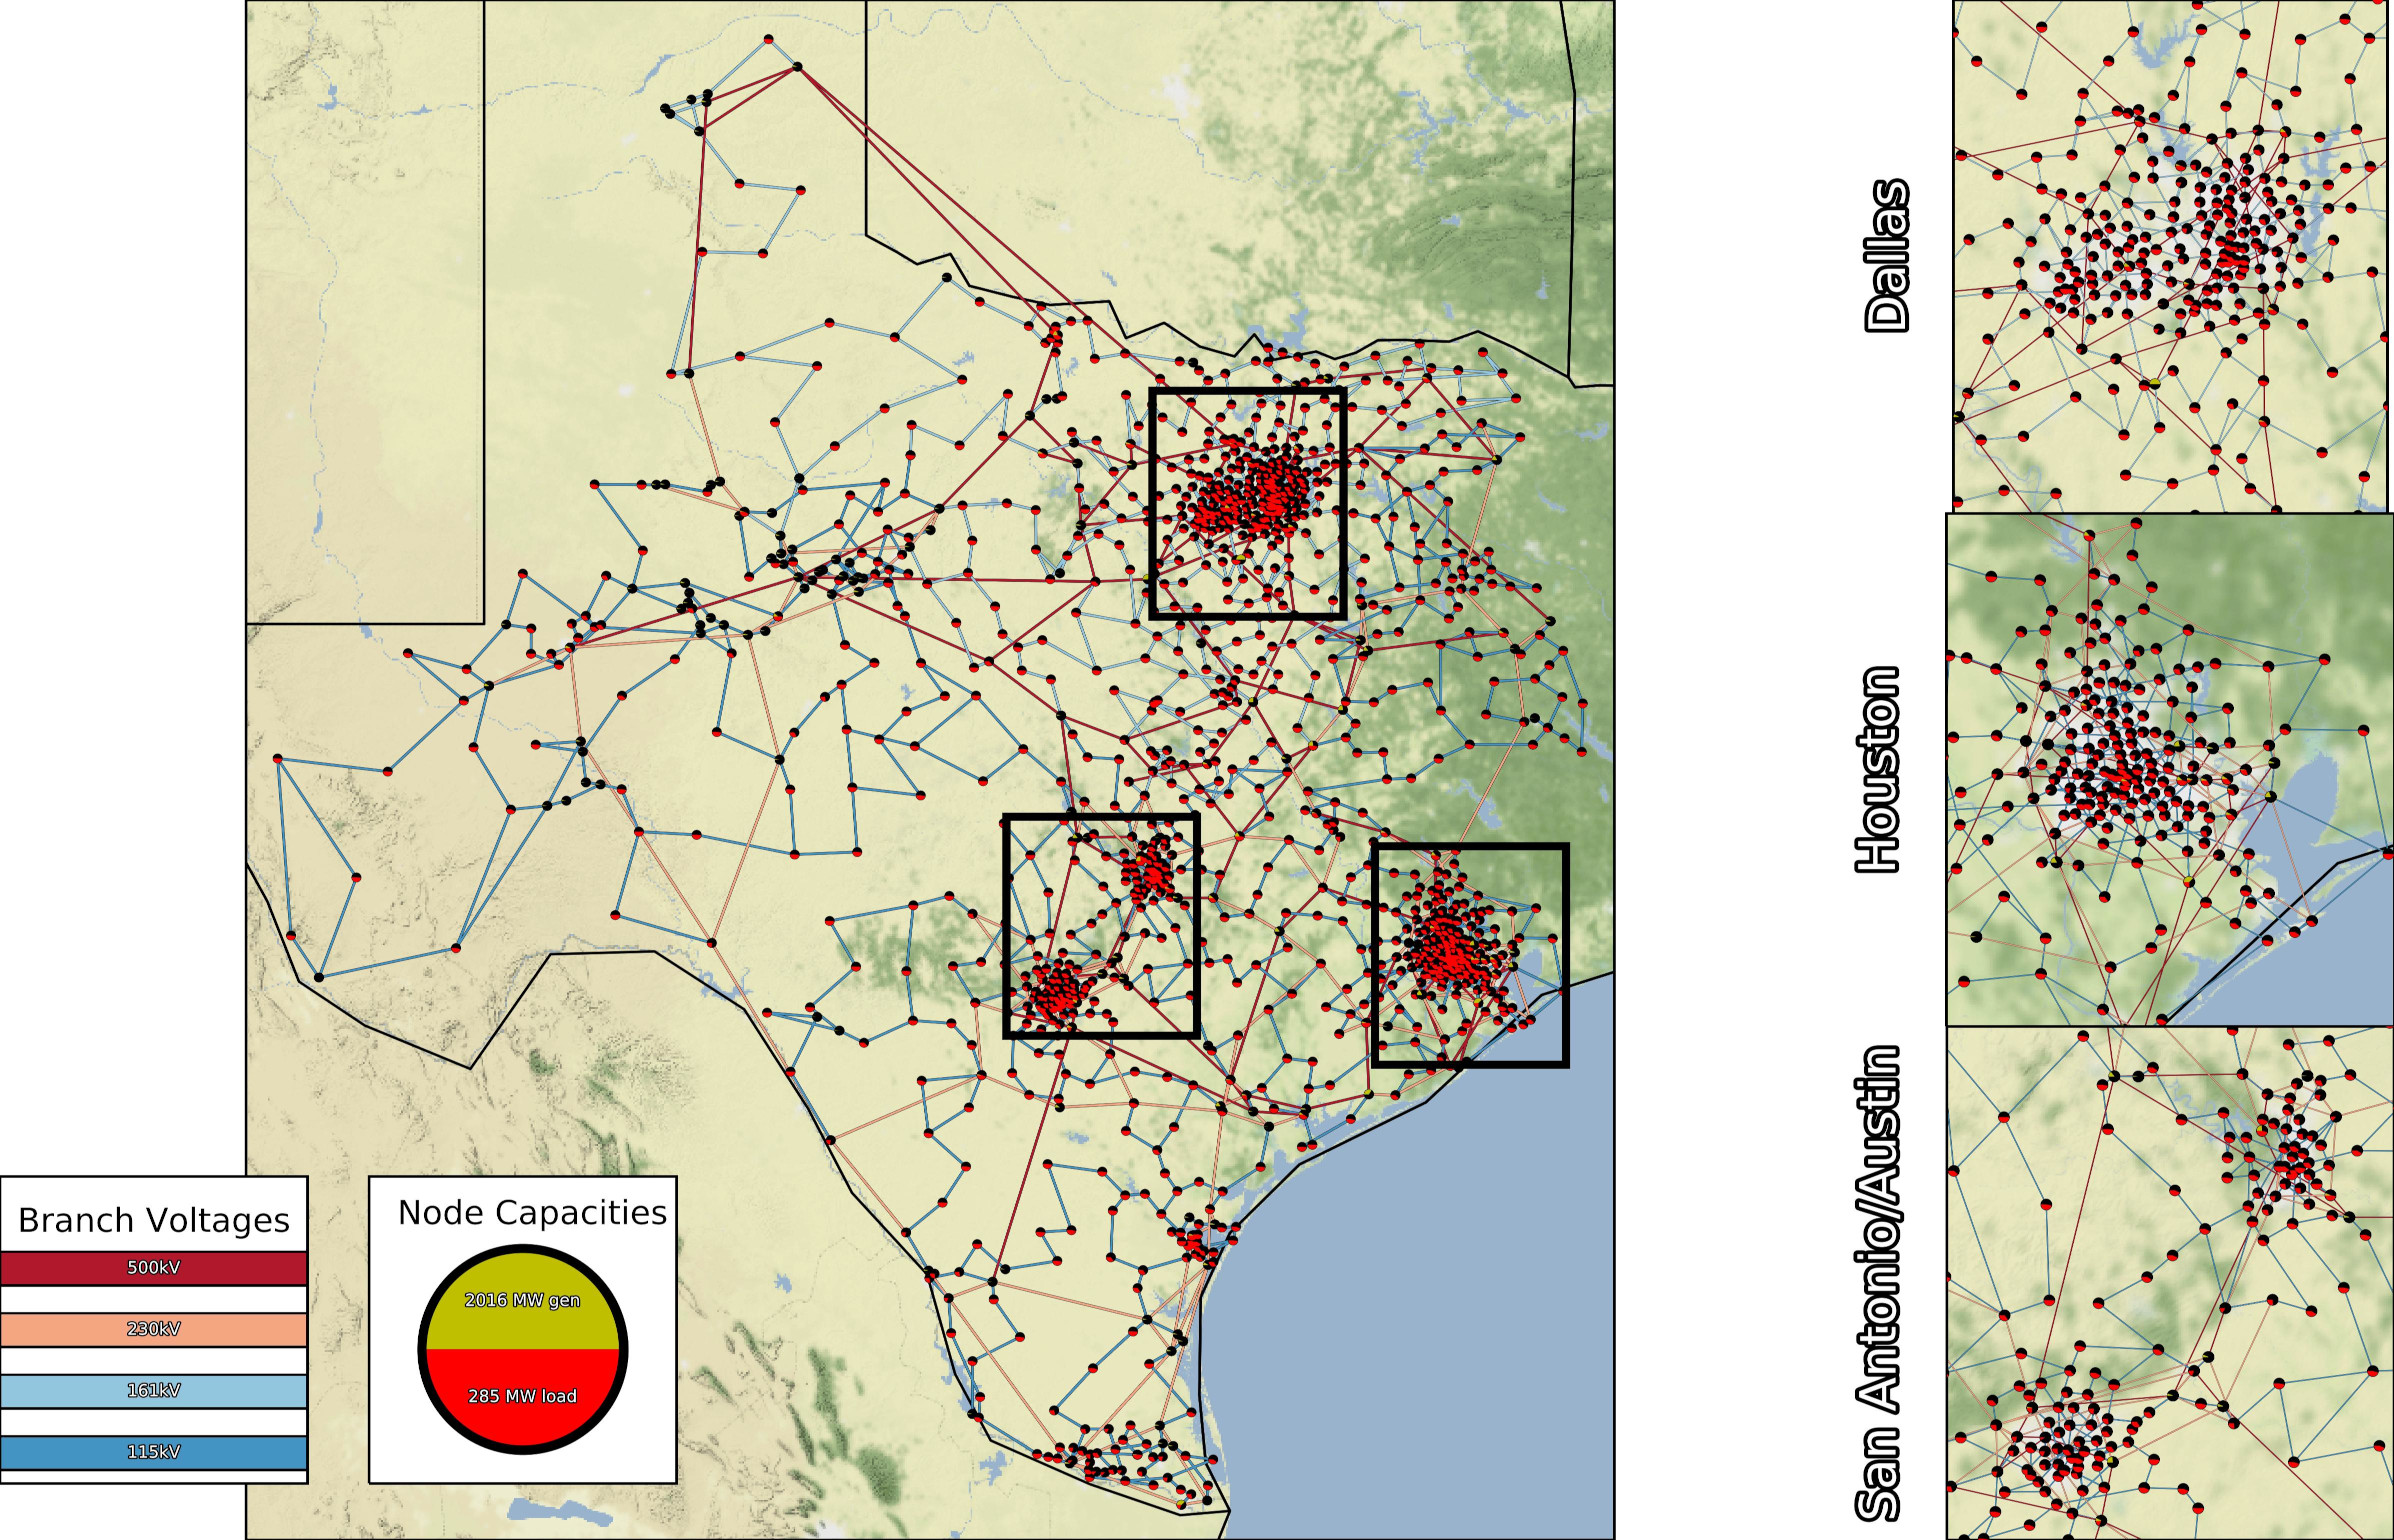 Branch Voltages
500kV
230kV
161kV
115kV
Node Capacities
2016 MW gen
285 MW load
Dallas
Houston
San Antonio/Austin